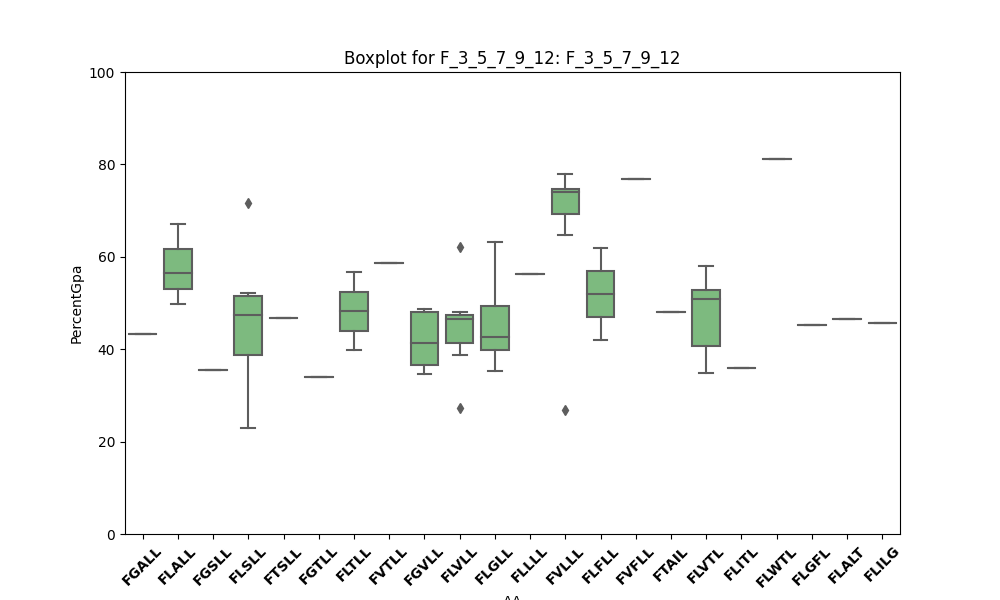 Boxplot for F_3_5_7_9_12: F_3_5_7_9_12
PercentGpa
100
80
60
40
20
0
FGALL
FLALL
FGSLL
FLSLL
FTSLL
FGTLL
FLTLL
FVTLL
FGVLL
FLVLL
FLGLL
FLLLL
FVLLL
FLFLL
FVFLL
FTAIL
FLVTL
FLITL
FLWTL
FLGFL
FLALT
FLILG
AA